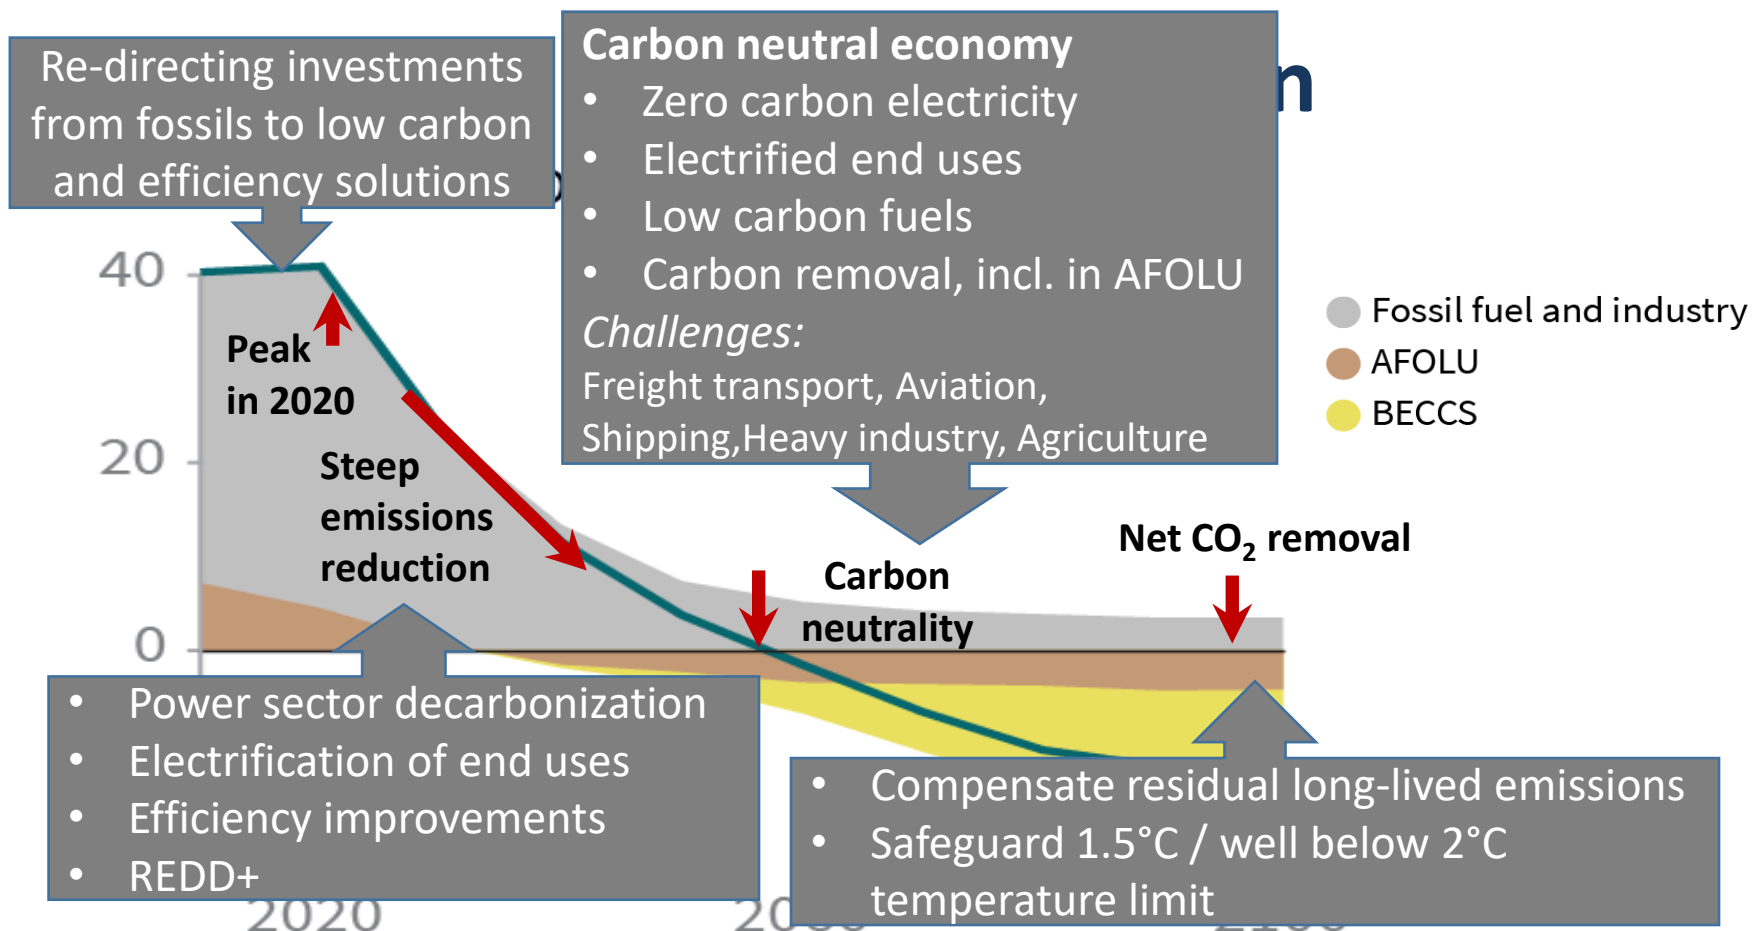 Re-directing investments
from fossils to low carbon
and efficiency solutions
Carbon neutral economy
• Zero carbon electricity
• Electrified end uses
• Low carbon fuels
• Carbon removal, incl. in AFOLU
Challenges:
Freight transport, Aviation,
Shipping,Heavy industry, Agriculture
n
40
20
0
Peak
in 2020
Steep
emissions
reduction
Fossil fuel and industry
AFOLU
BECCS
Carbon
neutrality
Net CO₂ removal
• Power sector decarbonization
• Electrification of end uses
• Efficiency improvements
• REDD+
• Compensate residual long-lived emissions
• Safeguard 1.5°C / well below 2°C
temperature limit
2020
2100